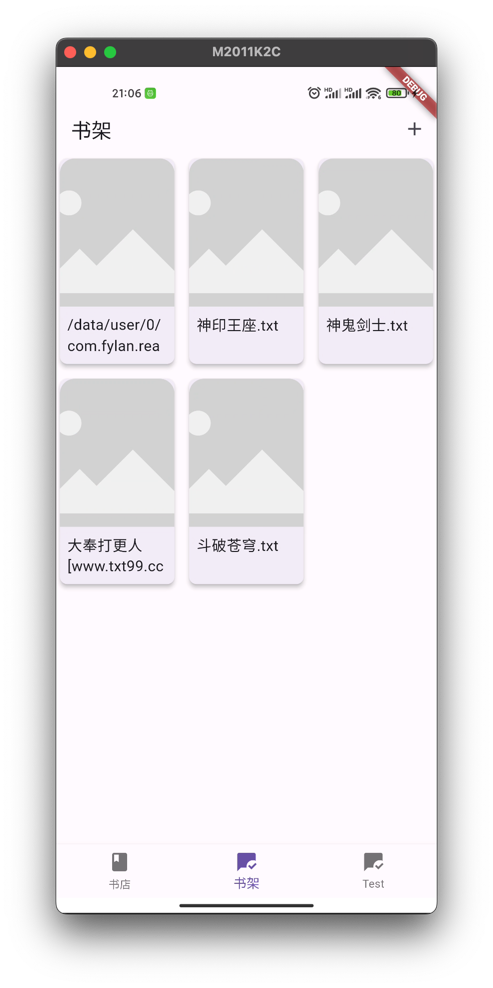 M2011K2C
DEBUG
21:06
HD HD 80
书架
/data/user/0/
com.fylan.rea
神印王座.txt
神鬼剑士.txt
大奉打更人
[www.txt99.cc
斗破苍穹.txt
书店
书架
Test